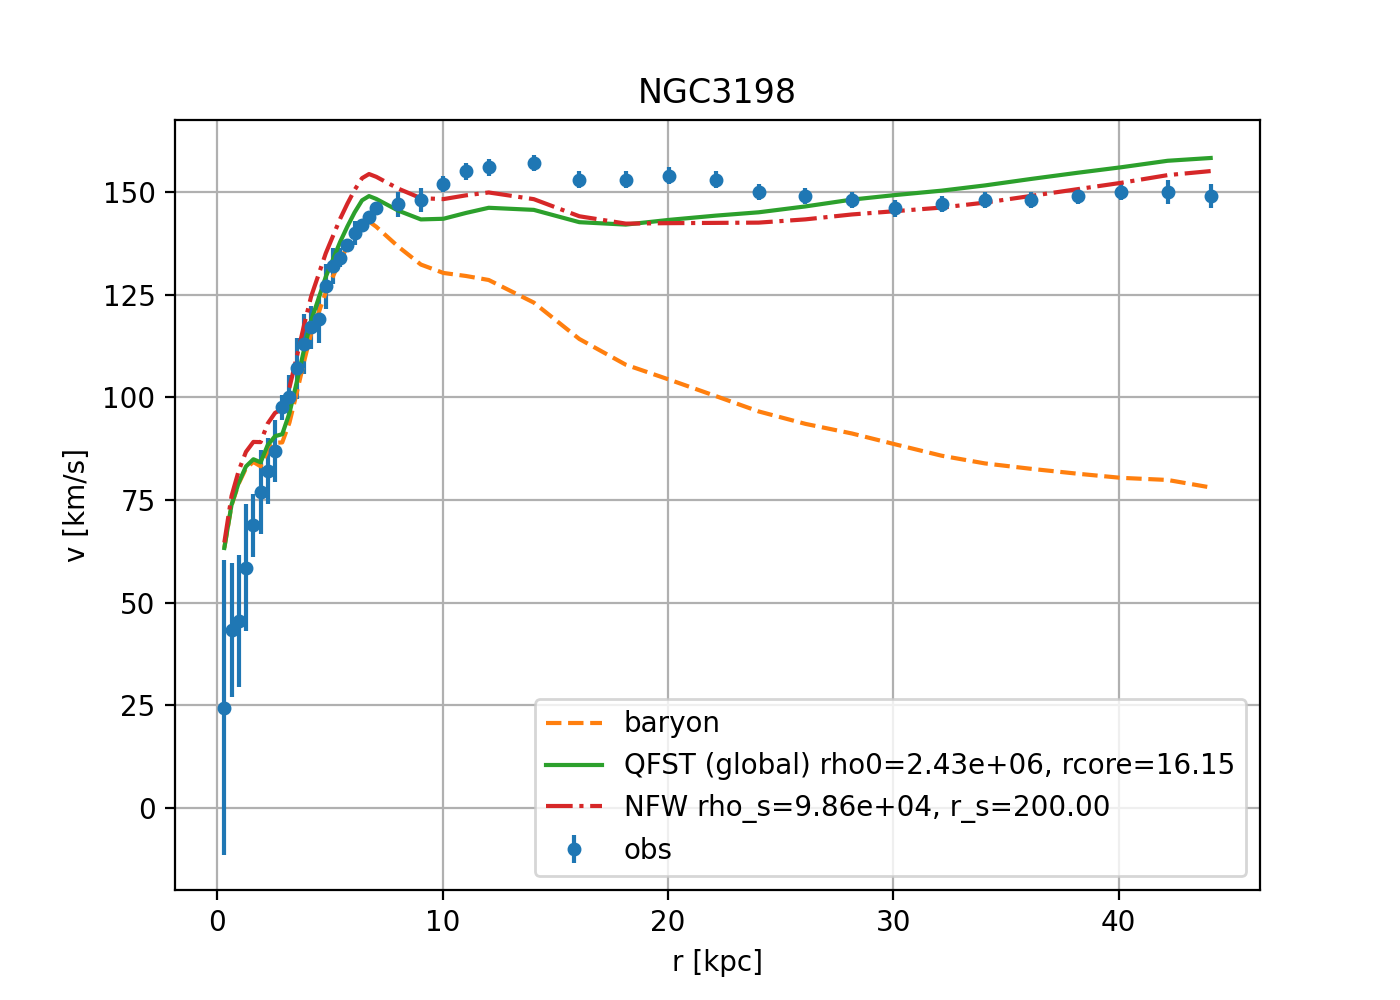 NGC3198
v [km/s]
150
125
100
75
50
25
0
baryon
QFST (global) rho0=2.43e+06, rcore=16.15
NFW rho_s=9.86e+04, r_s=200.00
obs
0 10 20 30 40
r [kpc]